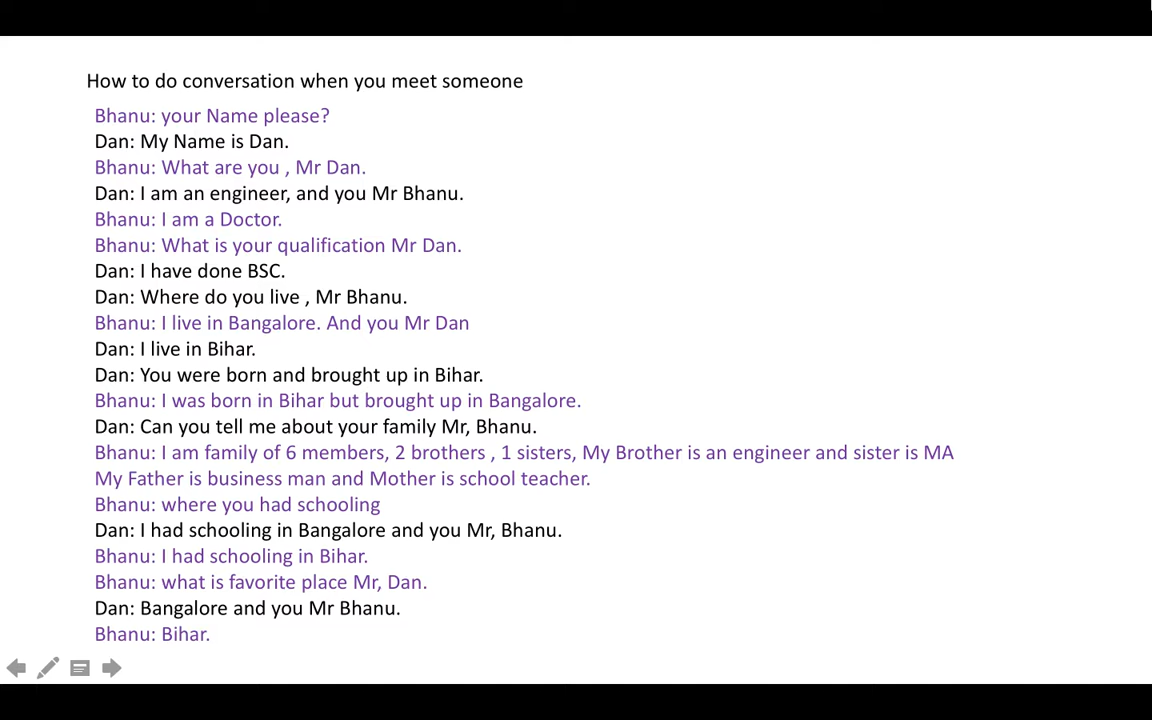 How to do conversation when you meet someone
Bhanu: your Name please?
Dan: My Name is Dan.
Bhanu: What are you , Mr Dan.
Dan: I am an engineer, and you Mr Bhanu.
Bhanu: I am a Doctor.
Bhanu: What is your qualification Mr Dan.
Dan: I have done BSC.
Dan: Where do you live , Mr Bhanu.
Bhanu: I live in Bangalore. And you Mr Dan
Dan: I live in Bihar.
Dan: You were born and brought up in Bihar.
Bhanu: I was born in Bihar but brought up in Bangalore.
Dan: Can you tell me about your family Mr, Bhanu.
Bhanu: I am family of 6 members, 2 brothers , 1 sisters, My Brother is an engineer and sister is MA
My Father is business man and Mother is school teacher.
Bhanu: where you had schooling
Dan: I had schooling in Bangalore and you Mr, Bhanu.
Bhanu: I had schooling in Bihar.
Bhanu: what is favorite place Mr, Dan.
Dan: Bangalore and you Mr Bhanu.
Bhanu: Bihar.